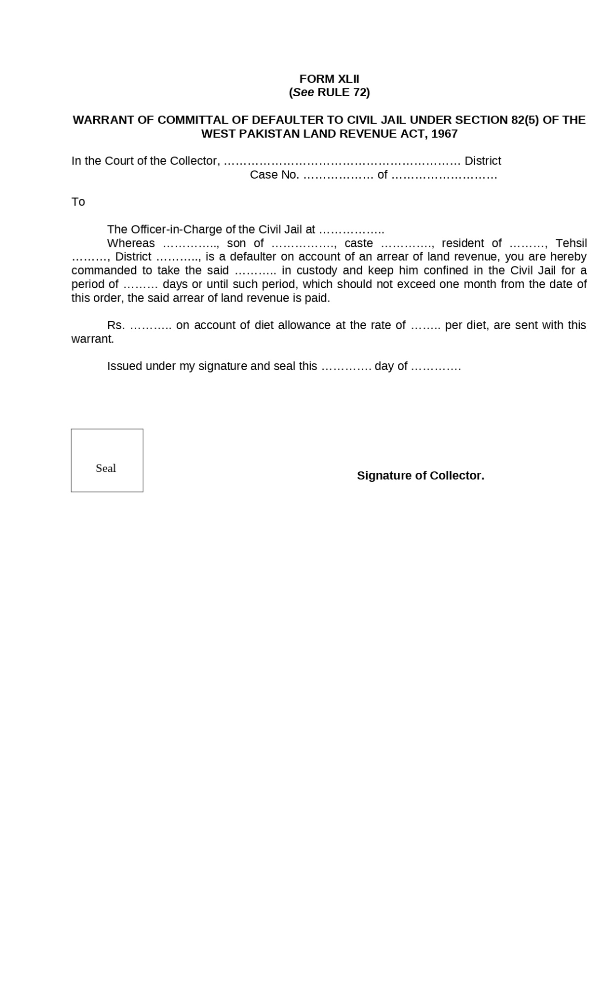 FORM XLII
(See RULE 72)
WARRANT OF COMMITTAL OF DEFAULTER TO CIVIL JAIL UNDER SECTION 82(5) OF THE
WEST PAKISTAN LAND REVENUE ACT, 1967
In the Court of the Collector, …………………………………………………… District
Case No. ……………… of ………………………
To
The Officer-in-Charge of the Civil Jail at ……………..
Whereas ………….., son of ……………., caste …………., resident of ………, Tehsil
………, District ……….., is a defaulter on account of an arrear of land revenue, you are hereby
commanded to take the said ……….. in custody and keep him confined in the Civil Jail for a
period of ……… days or until such period, which should not exceed one month from the date of
this order, the said arrear of land revenue is paid.
Rs. ……….. on account of diet allowance at the rate of …….. per diet, are sent with this
warrant.
Issued under my signature and seal this …………. day of ………….
Seal
Signature of Collector.